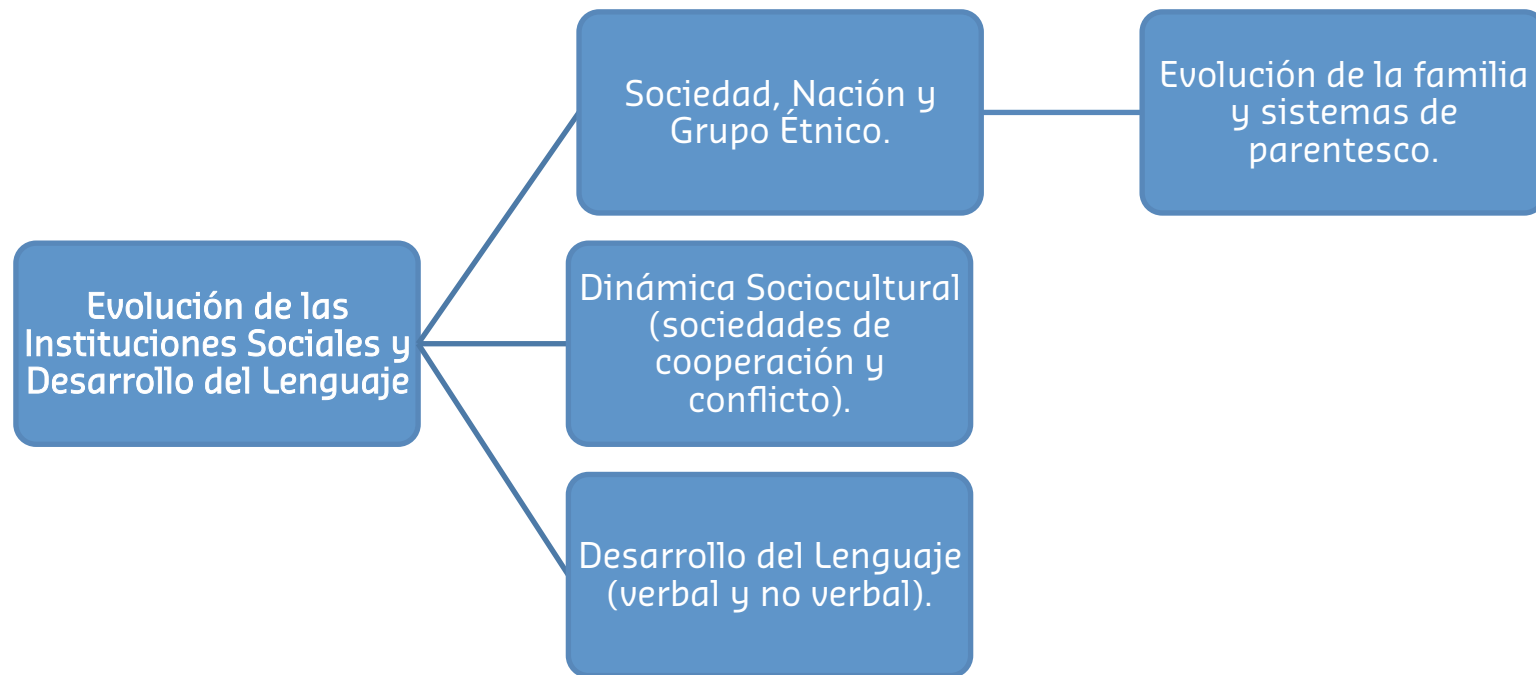 Sociedad, Nación y
Grupo Étnico.
Evolución de la familia
y sistemas de
parentesco.
Evolución de las
Instituciones Sociales y
Desarrollo del Lenguaje
Dinámica Sociocultural
(sociedades de
cooperación y
conflicto).
Desarrollo del Lenguaje
(verbal y no verbal).